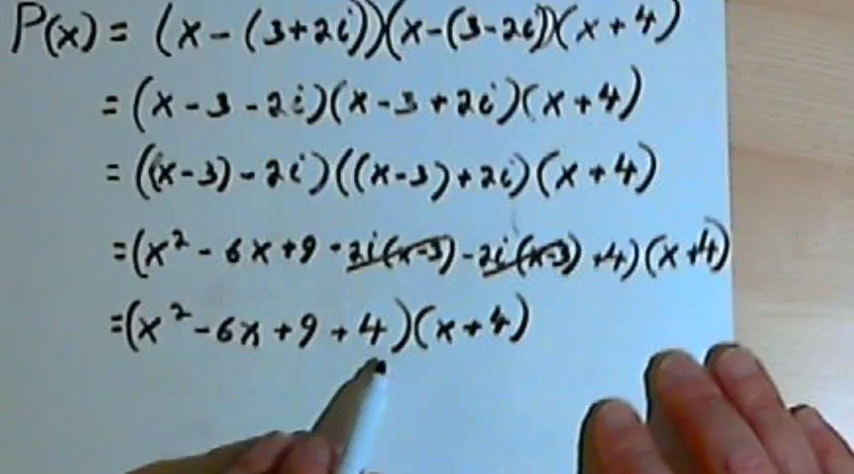 P(x) = (x - (3+2i))(x-(3-2i))(x+4)
= (x - 3 - 2i)(x - 3 + 2i)(x + 4)
= ((x-3) - 2i)((x-3)+2i)(x + 4)
= (x² - 6x + 9 - 2i(x-3) - 2i(x-3) + 4)(x+4)
= (x² - 6x + 9 + 4)(x + 4)